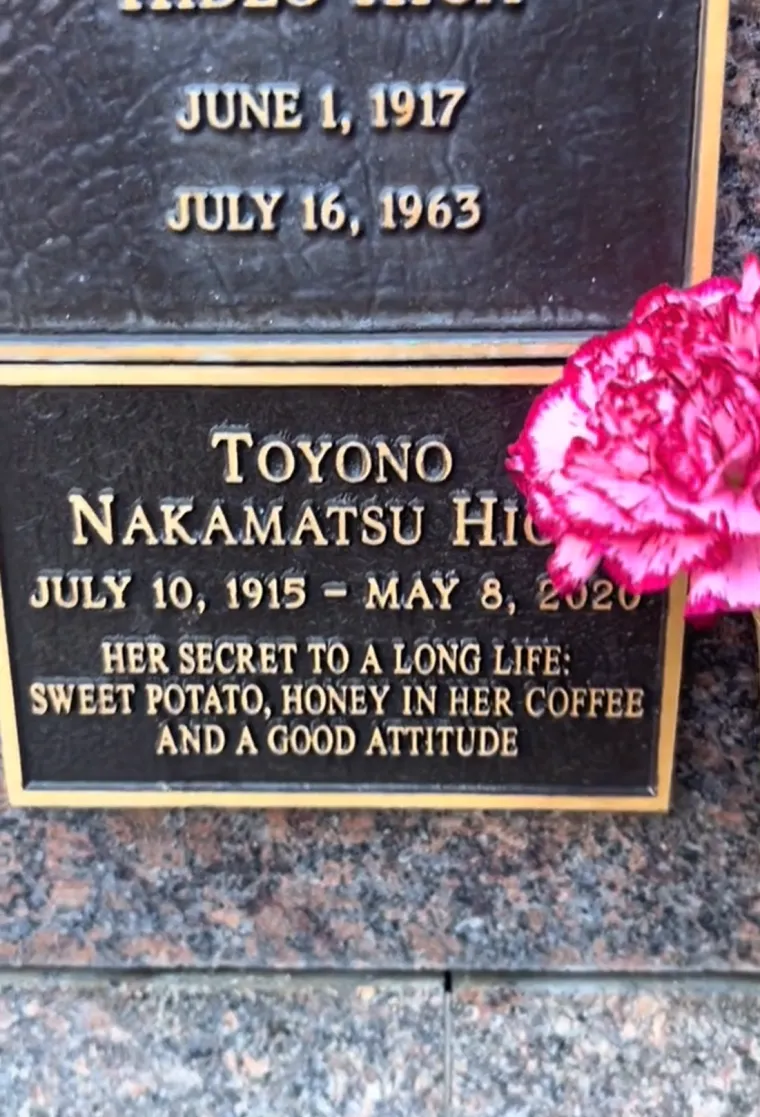 JUNE 1, 1917
JULY 16, 1963
TOYONO
NAKAMATSU
JULY 10, 1915 – MAY 8, 2020
HER SECRET TO A LONG LIFE:
SWEET POTATO, HONEY IN HER COFFEE
AND A GOOD ATTITUDE